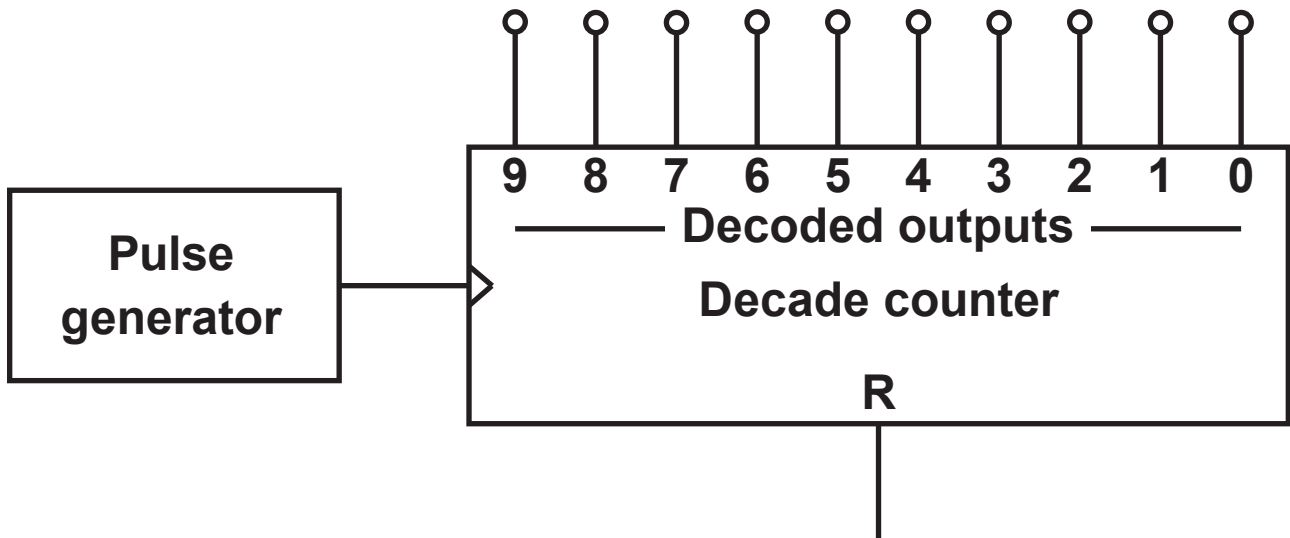 9 8 7 6 5 4 3 2 1 0
Decoded outputs
Pulse
generator
Decade counter
R